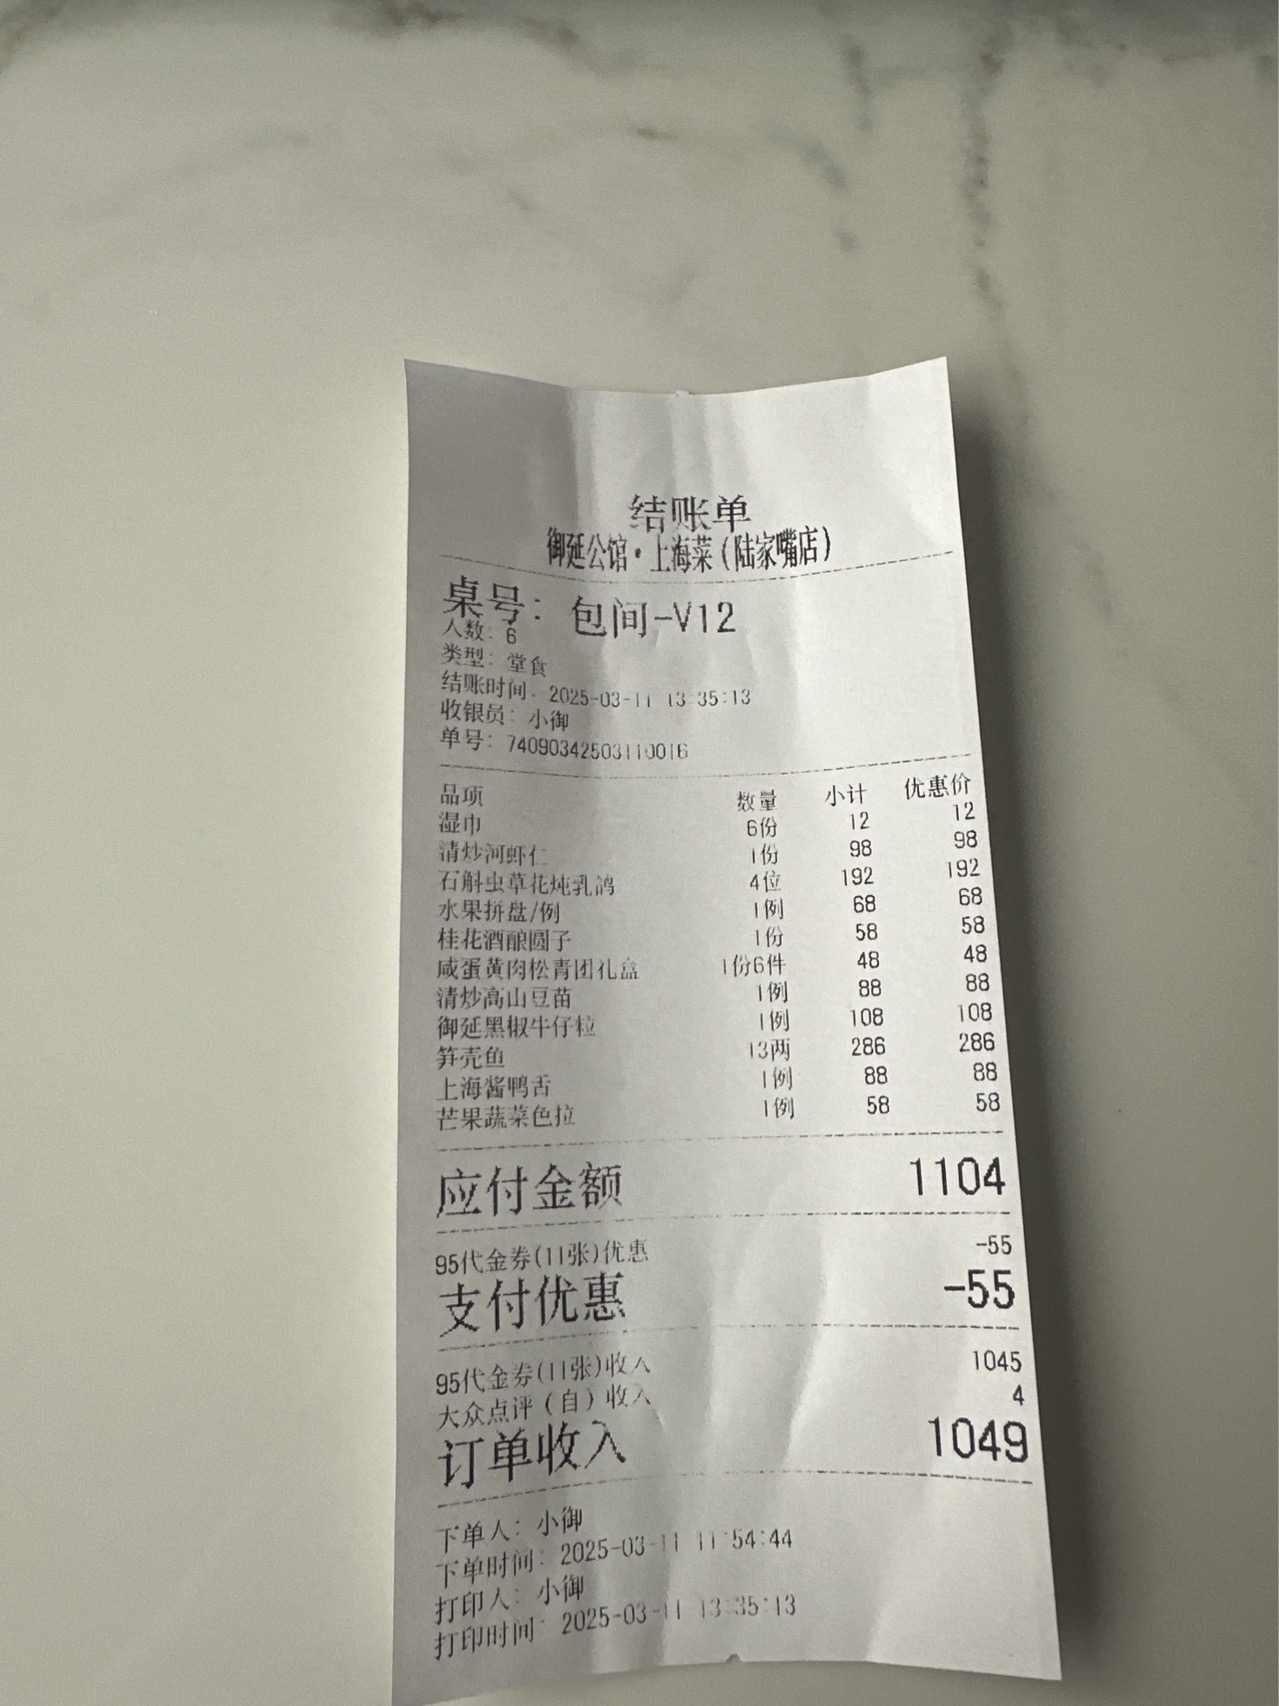 结账单
御延公馆·上海菜(陆家嘴店)
桌号: 包间-V12
人数: 6
类型: 堂食
结账时间: 2025-03-11 13:35:13
收银员: 小御
单号: 74090342503110016
品项 数量 小计 优惠价
湿巾 6份 12 12
清炒河虾仁 1份 98 98
石斛虫草花炖乳鸽 4位 192 192
水果拼盘/例 1例 68 68
桂花酒酿圆子 1份 58 58
咸蛋黄肉松青团礼盒 1份6件 48 48
清炒高山豆苗 1例 88 88
御延黑椒牛仔粒 1例 108 108
笋壳鱼 13两 286 286
上海酱鸭舌 1例 88 88
芒果蔬菜色拉 1例 58 58
应付金额 1104
95代金券(11张)优惠 -55
支付优惠 -55
95代金券(11张)收入 1045
大众点评(自)收入 4
订单收入 1049
下单人: 小御
下单时间: 2025-03-11 11:54:44
打印人: 小御
打印时间: 2025-03-11 13:35:13